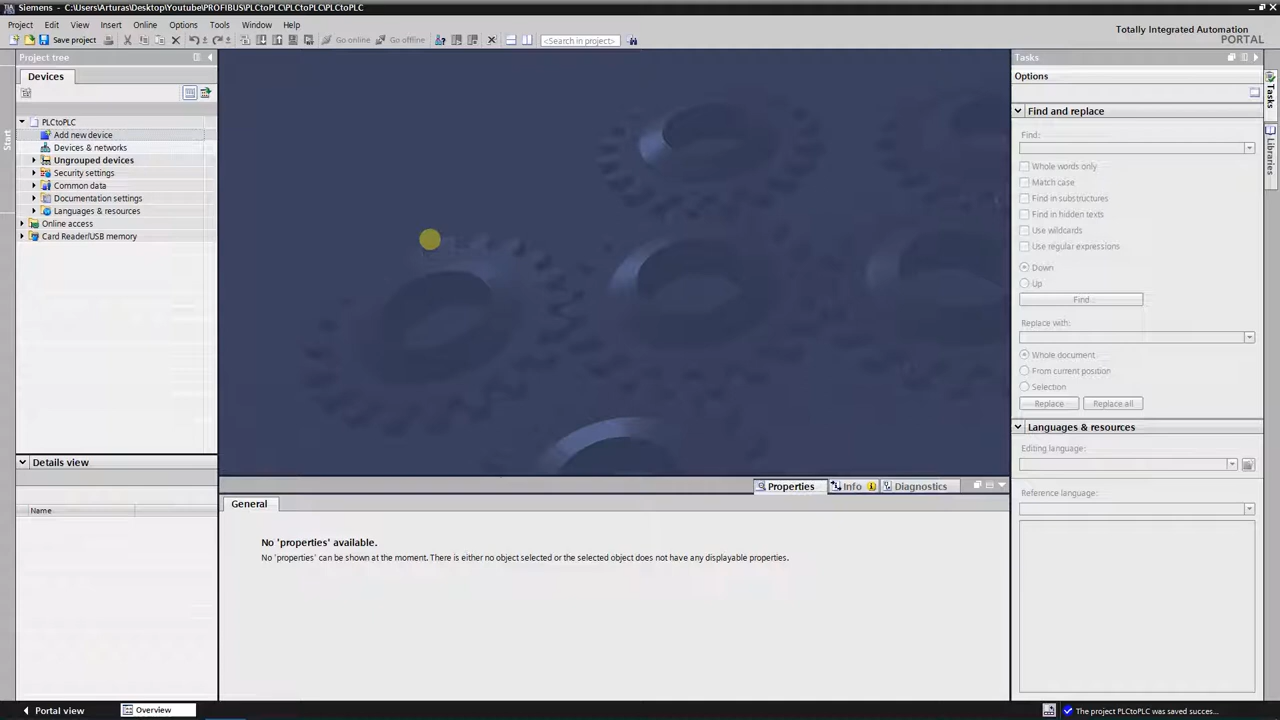 Siemens - C:\Users\Arturas\Desktop\Youtube\PROFIBUS\PLCtoPLC\PLCtoPLC\PLCtoPLC
Project Edit View Insert Online Options Tools Window Help
Totally Integrated Automation
PORTAL
Save project Go online Go offline <Search in project>
Project tree
Devices
PLCtoPLC
Add new device
Devices & networks
Ungrouped devices
Security settings
Common data
Documentation settings
Languages & resources
Online access
Card Reader/USB memory
Start
Details view
Name
Properties Info Diagnostics
General
No 'properties' available.
No 'properties' can be shown at the moment. There is either no object selected or the selected object does not have any displayable properties.
Tasks
Options
Find and replace
Find:
Whole words only
Match case
Find in substructures
Find in hidden texts
Use wildcards
Use regular expressions
Down
Up
Find
Replace with:
Whole document
From current position
Selection
Replace Replace all
Languages & resources
Editing language:
Reference language:
Tasks
Libraries
Portal view Overview
The project PLCtoPLC was saved succes...